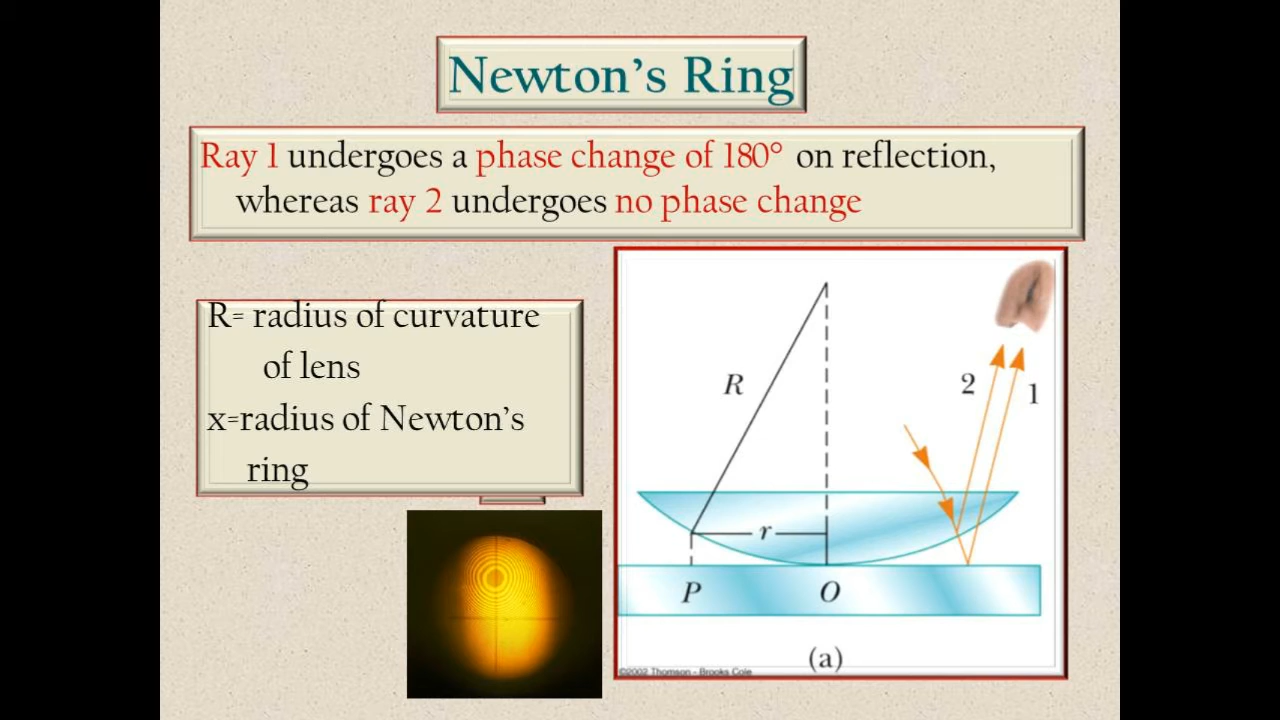 Newton's Ring
Ray 1 undergoes a phase change of 180° on reflection,
whereas ray 2 undergoes no phase change
R= radius of curvature
of lens
x=radius of Newton's
ring
R
2
1
r
P
O
(a)
©2002 Thomson - Brooks Cole